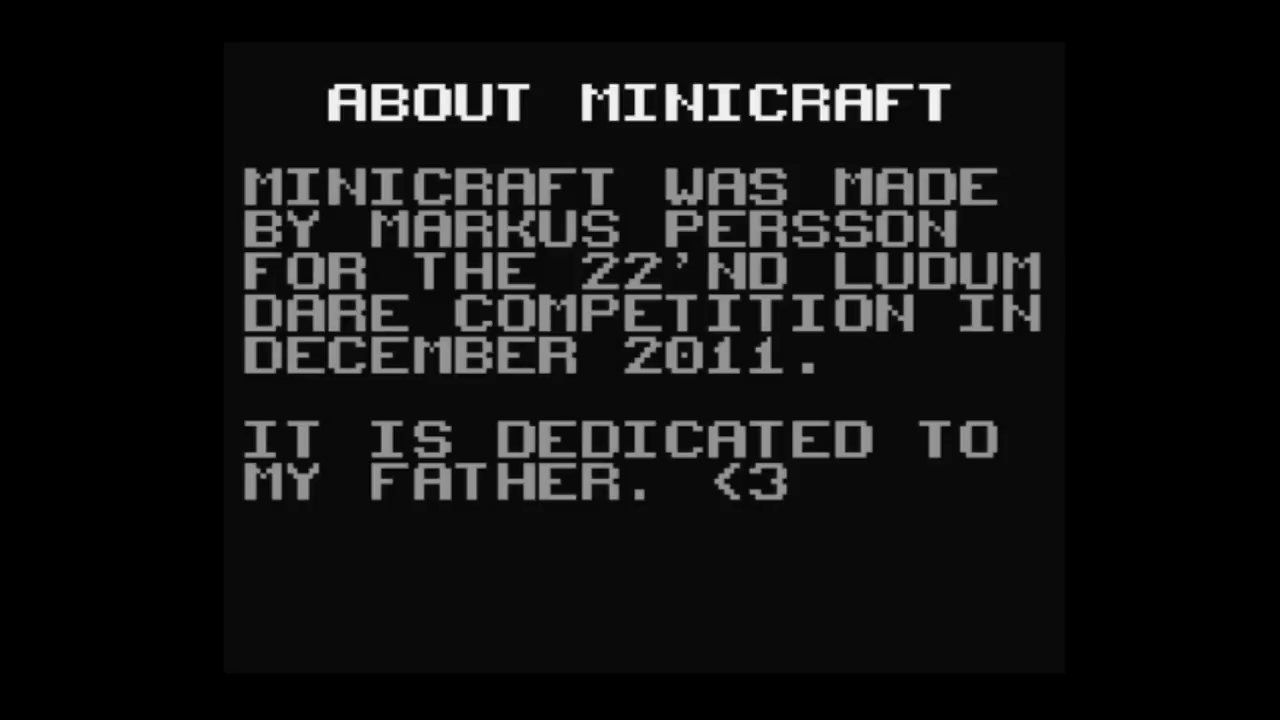 ABOUT MINICRAFT
MINICRAFT WAS MADE
BY MARKUS PERSSON
FOR THE 22'ND LUDUM
DARE COMPETITION IN
DECEMBER 2011.
IT IS DEDICATED TO
MY FATHER. <3